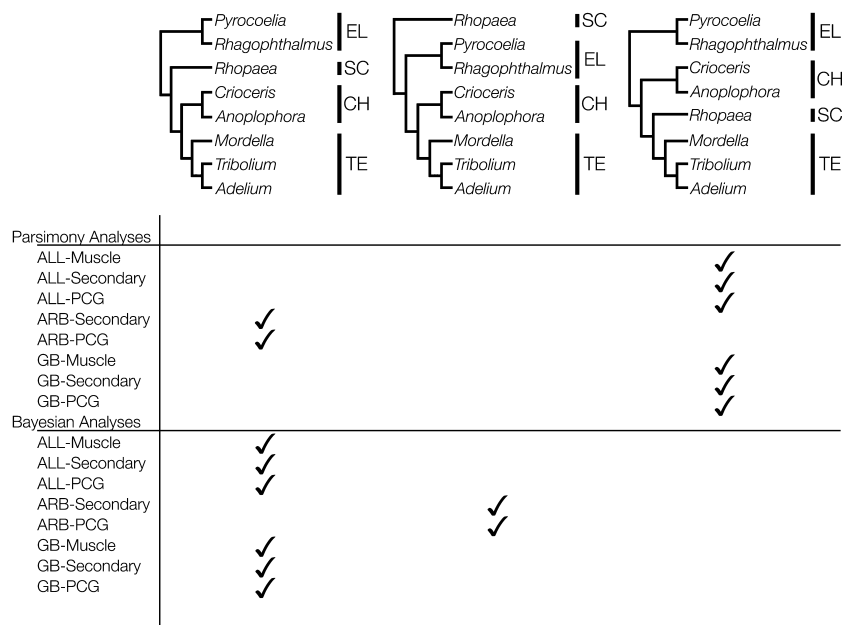 Pyrocoelia
Rhagophthalmus
EL
Rhopaea
SC
Crioceris
Anoplophora
CH
Mordella
Tribolium
Adelium
TE
Rhopaea
SC
Pyrocoelia
Rhagophthalmus
EL
Crioceris
Anoplophora
CH
Mordella
Tribolium
Adelium
TE
Pyrocoelia
Rhagophthalmus
EL
Crioceris
Anoplophora
CH
Rhopaea
SC
Mordella
Tribolium
Adelium
TE
Parsimony Analyses
ALL-Muscle
ALL-Secondary
ALL-PCG
ARB-Secondary
ARB-PCG
GB-Muscle
GB-Secondary
GB-PCG
Bayesian Analyses
ALL-Muscle
ALL-Secondary
ALL-PCG
ARB-Secondary
ARB-PCG
GB-Muscle
GB-Secondary
GB-PCG